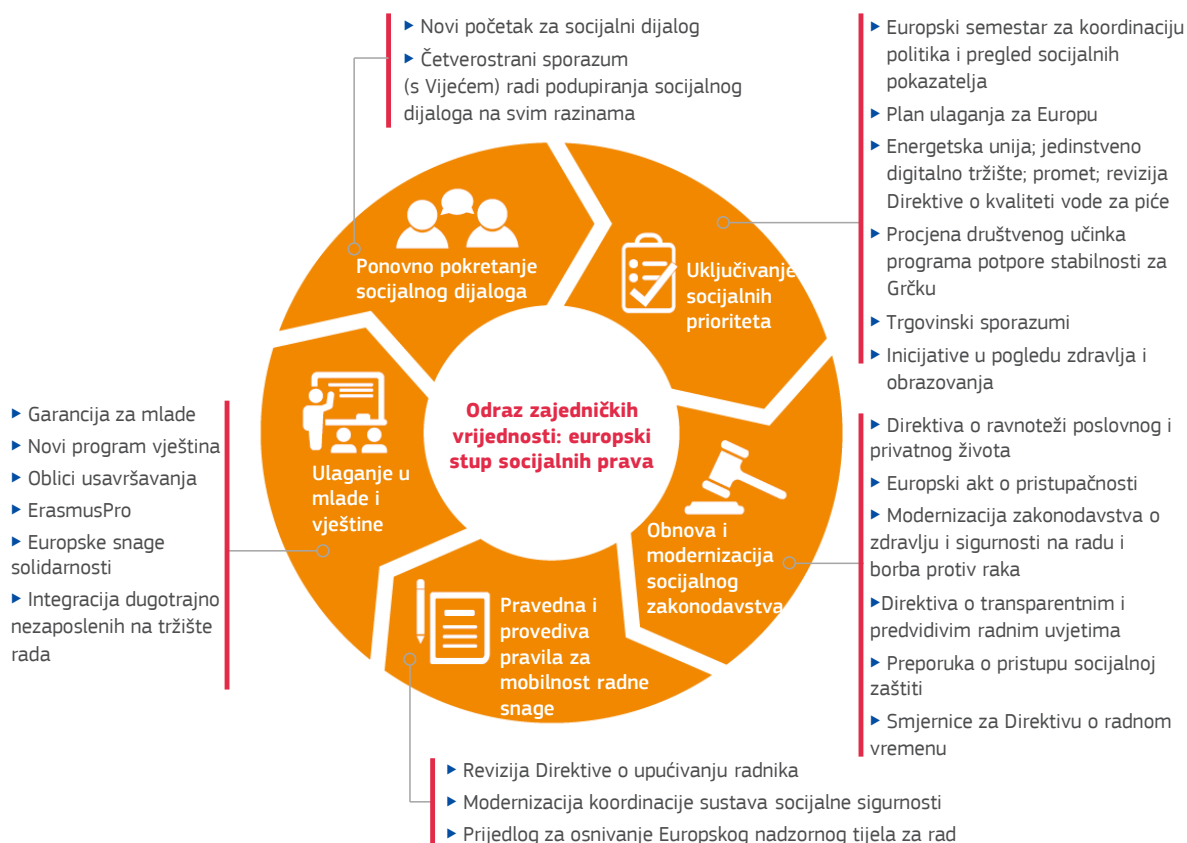 ▶ Novi početak za socijalni dijalog
▶ Četverostrani sporazum
(s Vijećem) radi podupiranja socijalnog
dijaloga na svim razinama
▶ Europski semestar za koordinaciju
politika i pregled socijalnih
pokazatelja
▶ Plan ulaganja za Europu
▶ Energetska unija; jedinstveno
digitalno tržište; promet; revizija
Direktive o kvaliteti vode za piće
▶ Procjena društvenog učinka
programa potpore stabilnosti za
Grčku
▶ Trgovinski sporazumi
▶ Inicijative u pogledu zdravlja i
obrazovanja
Ponovno pokretanje
socijalnog dijaloga
Uključivanje
socijalnih
prioriteta
Odraz zajedničkih
vrijednosti: europski
stup socijalnih prava
▶ Garancija za mlade
▶ Novi program vještina
▶ Oblici usavršavanja
▶ ErasmusPro
▶ Europske snage
solidarnosti
▶ Integracija dugotrajno
nezaposlenih na tržište
rada
Ulaganje u
mlade i
vještine
Obnova i
modernizacija
socijalnog
zakonodavstva
▶ Direktiva o ravnoteži poslovnog i
privatnog života
▶ Europski akt o pristupačnosti
▶ Modernizacija zakonodavstva o
zdravlju i sigurnosti na radu i
borba protiv raka
▶Direktiva o transparentnim i
predvidivim radnim uvjetima
▶ Preporuka o pristupu socijalnoj
zaštiti
▶ Smjernice za Direktivu o radnom
vremenu
Pravedna i
provediva
pravila za
mobilnost radne
snage
▶ Revizija Direktive o upućivanju radnika
▶ Modernizacija koordinacije sustava socijalne sigurnosti
▶ Prijedlog za osnivanje Europskog nadzornog tijela za rad